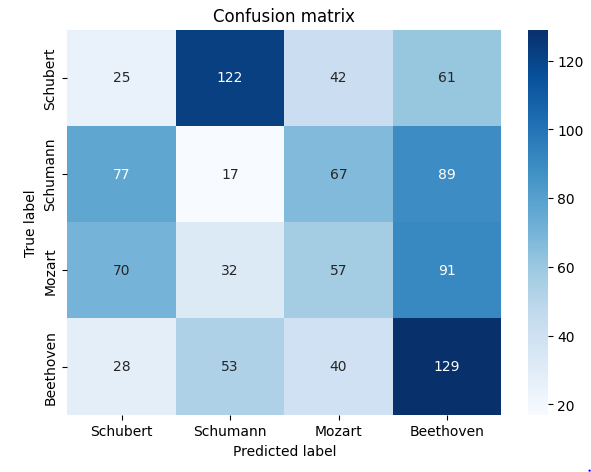 Confusion matrix
Schubert 25 122 42 61
Schumann 77 17 67 89
Mozart 70 32 57 91
Beethoven 28 53 40 129
True label
Schubert Schumann Mozart Beethoven
Predicted label
120
100
80
60
40
20